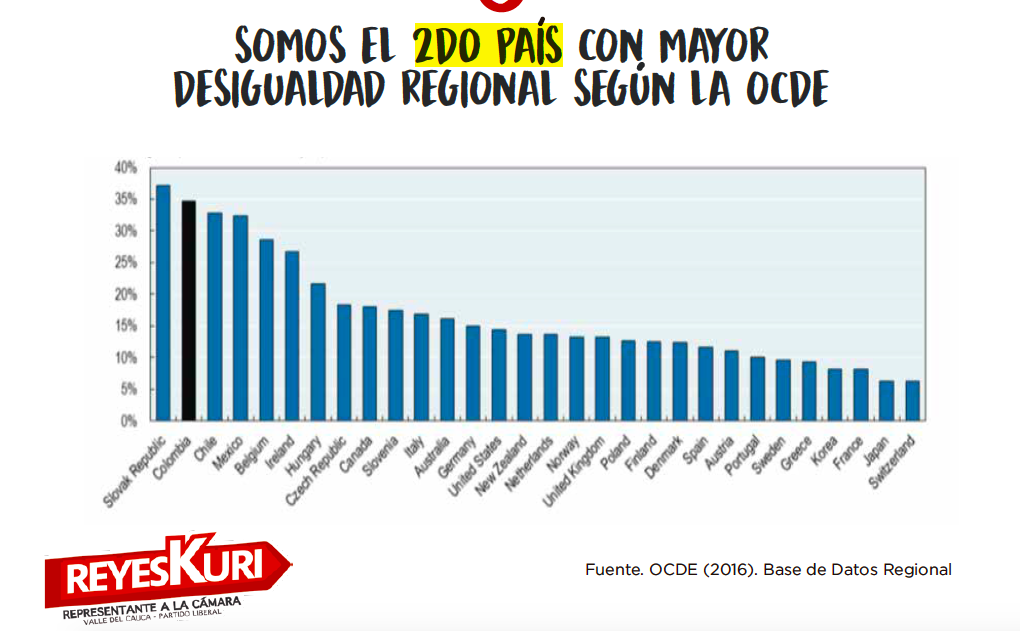 SOMOS EL 2DO PAÍS CON MAYOR
DESIGUALDAD REGIONAL SEGÚN LA OCDE
40%
35%
30%
25%
20%
15%
10%
5%
0%
Slovak Republic
Colombia
Chile
Mexico
Belgium
Ireland
Hungary
Czech Republic
Canada
Slovenia
Italy
Australia
Germany
United States
New Zealand
Netherlands
Norway
United Kingdom
Poland
Finland
Denmark
Spain
Austria
Portugal
Sweden
Greece
Korea
France
Japan
Switzerland
REYESKURI
REPRESENTANTE A LA CÁMARA
VALLE DEL CAUCA - PARTIDO LIBERAL
Fuente. OCDE (2016). Base de Datos Regional